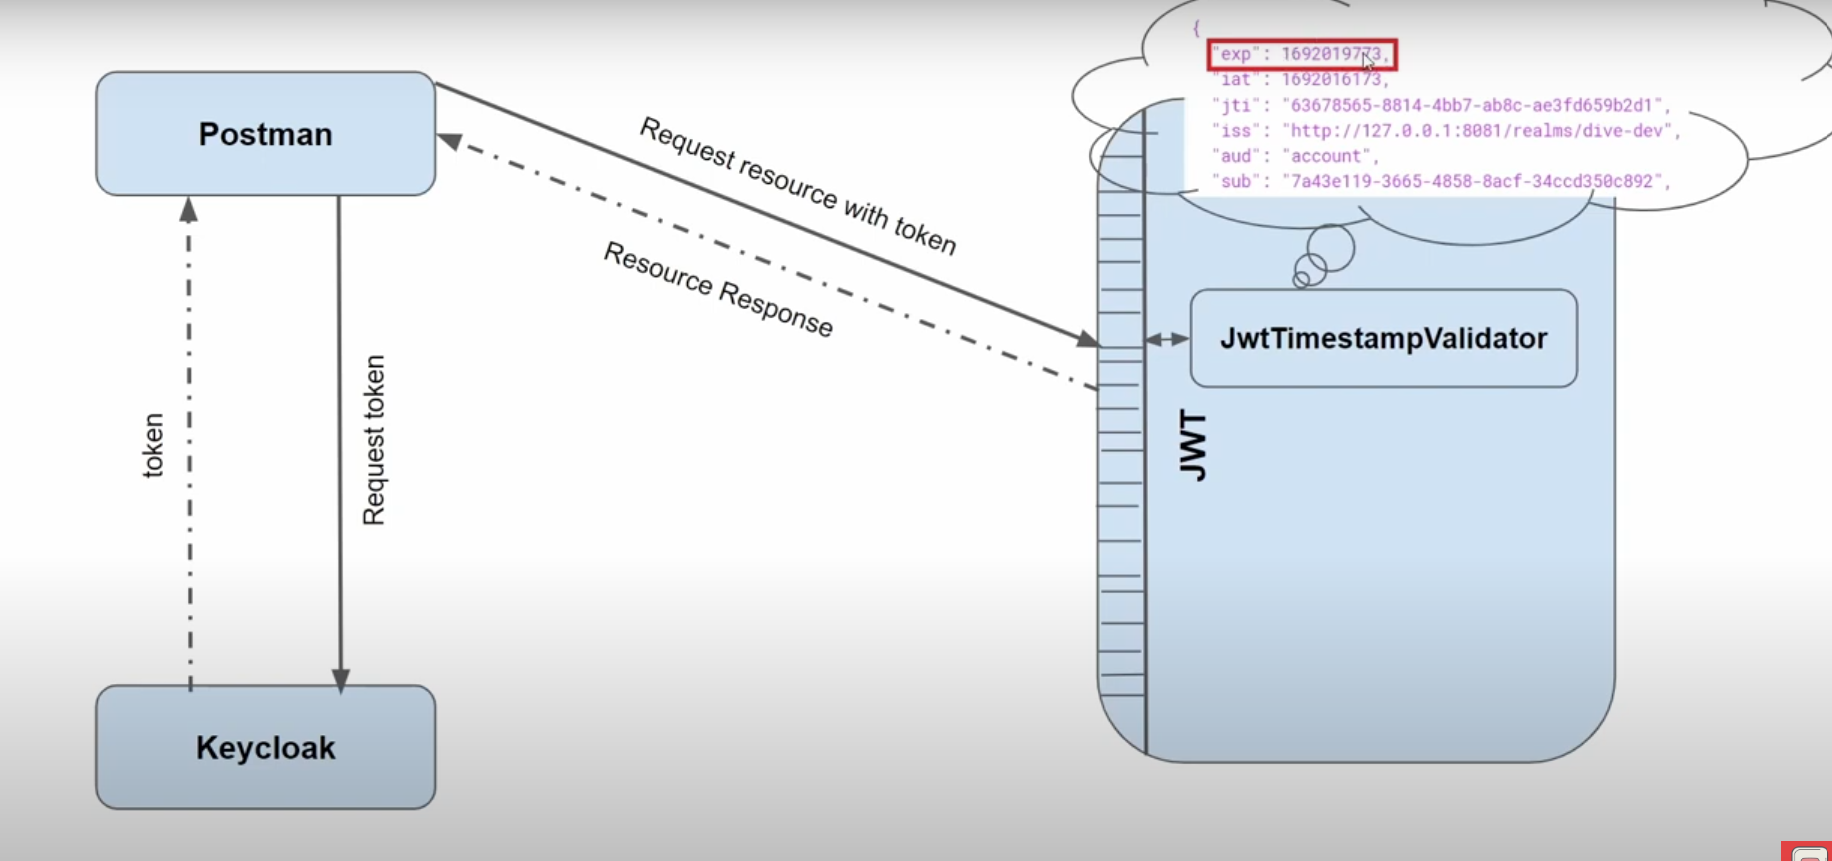 Postman
Request resource with token
Resource Response
token
Request token
Keycloak
{
"exp": 1692019773,
"iat": 1692016173,
"jti": "63678565-8814-4bb7-ab8c-ae3fd659b2d1",
"iss": "http://127.0.0.1:8081/realms/dive-dev",
"aud": "account",
"sub": "7a43e119-3665-4858-8acf-34ccd350c892",
JwtTimestampValidator
JWT